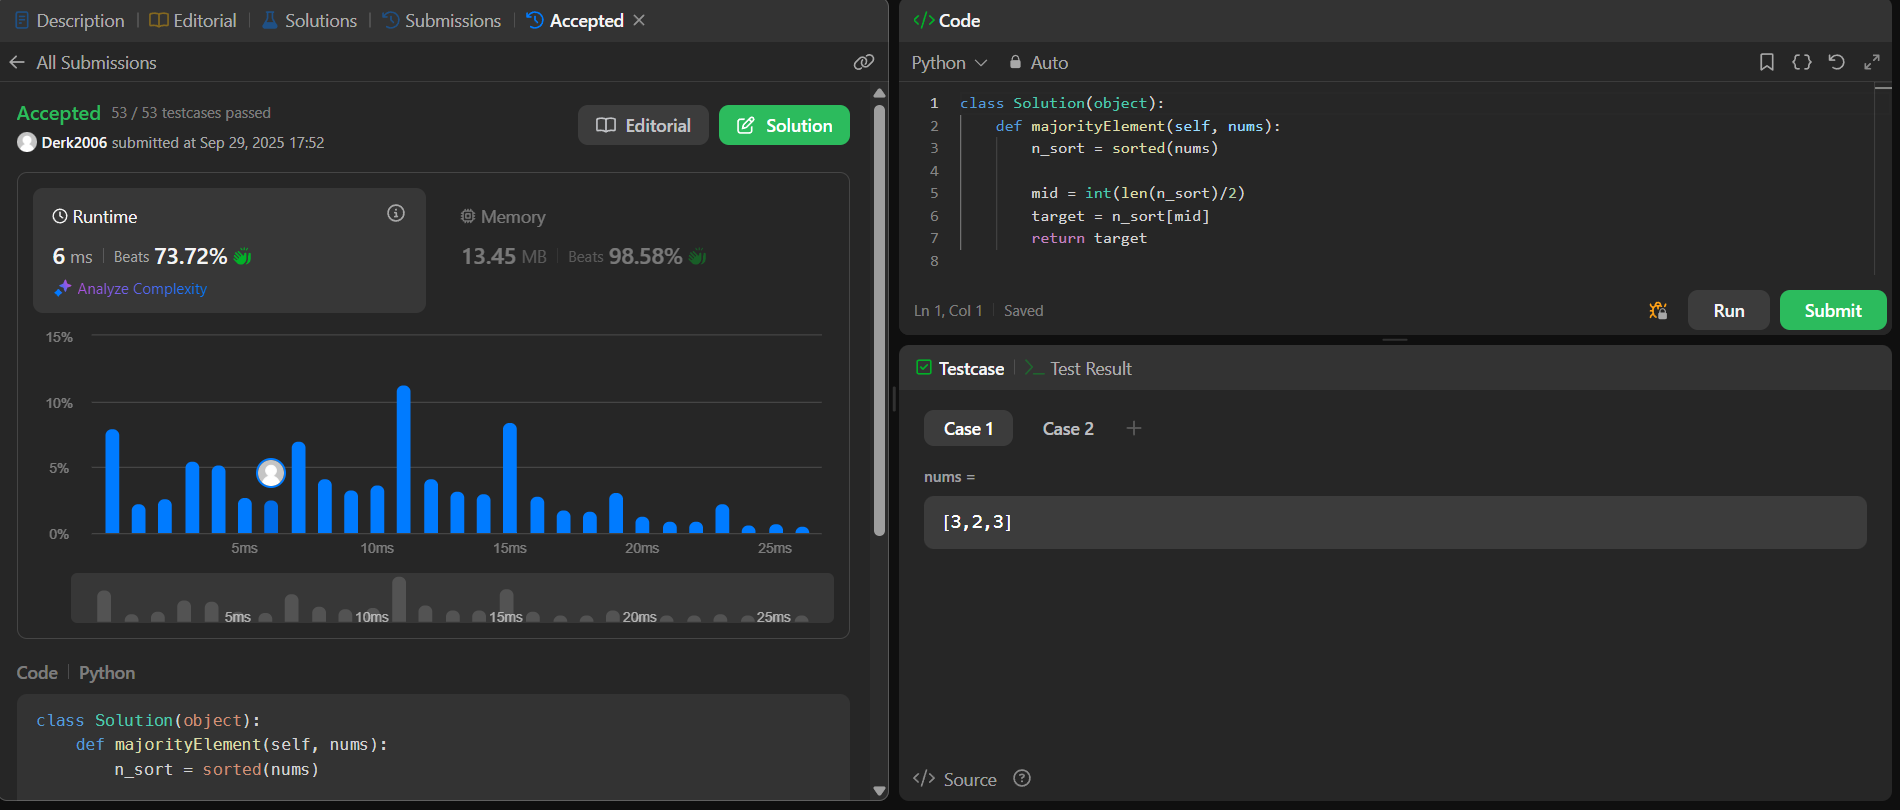 Description | Editorial | Solutions | Submissions | Accepted
All Submissions
Accepted 53 / 53 testcases passed
Derk2006 submitted at Sep 29, 2025 17:52
Editorial
Solution
Runtime
6 ms | Beats 73.72%
Analyze Complexity
Memory
13.45 MB | Beats 98.58%
15%
10%
5%
0%
5ms 10ms 15ms 20ms 25ms
5ms 10ms 15ms 20ms 25ms
Code | Python
class Solution(object):
    def majorityElement(self, nums):
        n_sort = sorted(nums)
</> Code
Python Auto
1 class Solution(object):
2     def majorityElement(self, nums):
3         n_sort = sorted(nums)
4
5         mid = int(len(n_sort)/2)
6         target = n_sort[mid]
7         return target
8
Ln 1, Col 1 | Saved
Run
Submit
Testcase | >_ Test Result
Case 1 Case 2 +
nums =
[3,2,3]
</> Source ?